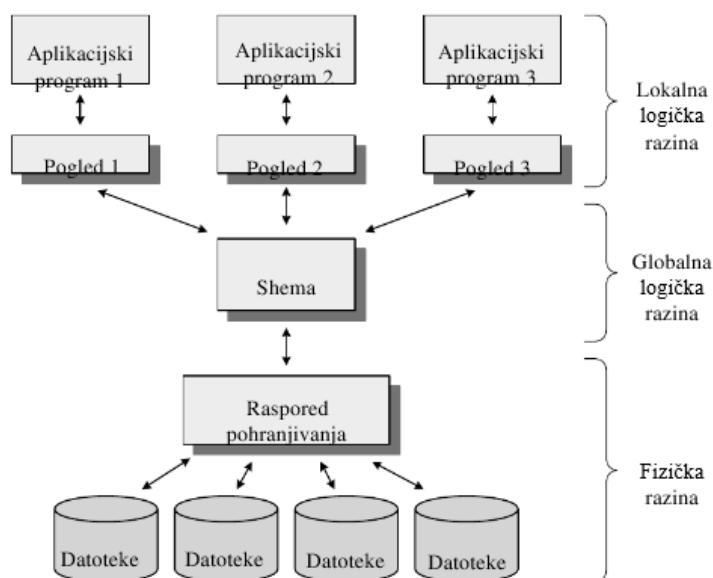 Aplikacijski
program 1
Aplikacijski
program 2
Aplikacijski
program 3
Lokalna
logička
razina
Pogled 1
Pogled 2
Pogled 3
Shema
Globalna
logička
razina
Raspored
pohranjivanja
Fizička
razina
Datoteke
Datoteke
Datoteke
Datoteke